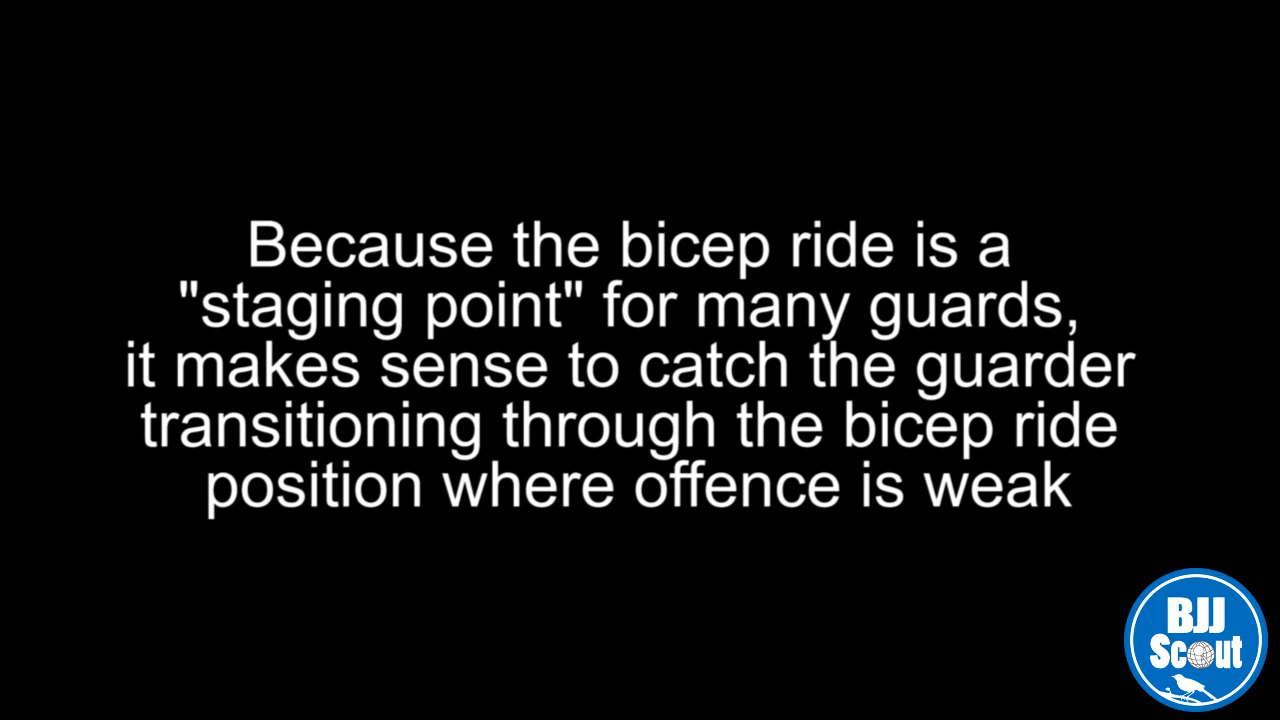 Because the bicep ride is a
"staging point" for many guards,
it makes sense to catch the guarder
transitioning through the bicep ride
position where offence is weak
BJJ
Scout